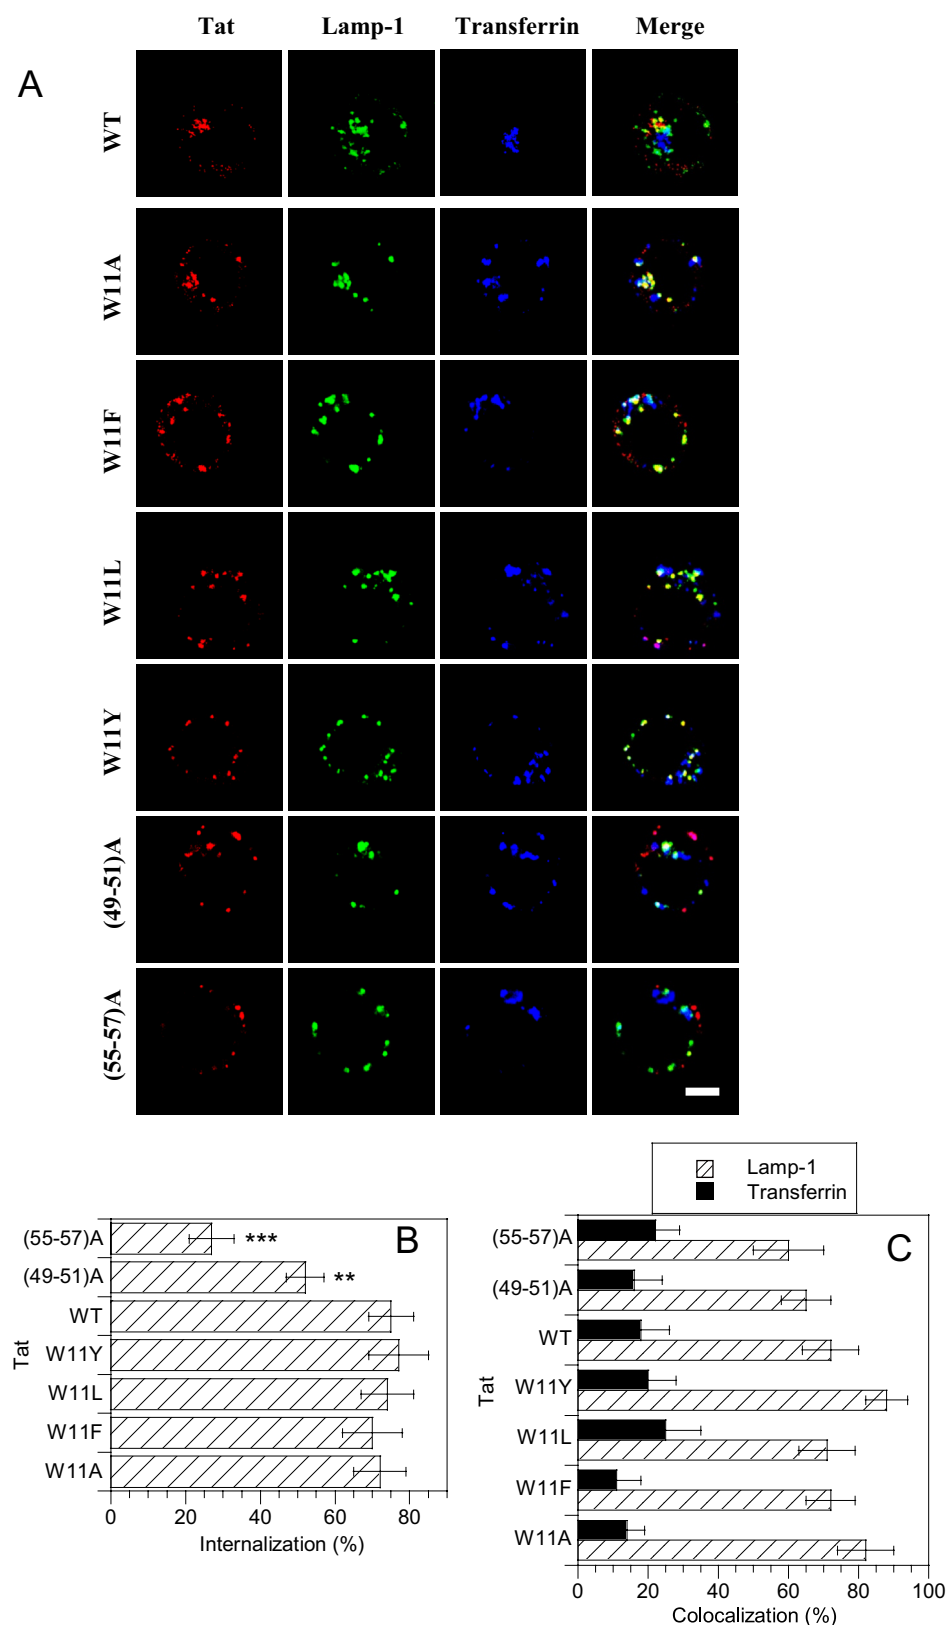 Tat Lamp-1 Transferrin Merge
A
WT
W11A
W11F
W11L
W11Y
(49-51)A
(55-57)A
B
(55-57)A
***
(49-51)A
**
WT
W11Y
W11L
W11F
W11A
Tat
0 20 40 60 80
Internalization (%)
Lamp-1
Transferrin
C
(55-57)A
(49-51)A
WT
W11Y
W11L
W11F
W11A
Tat
0 20 40 60 80 100
Colocalization (%)